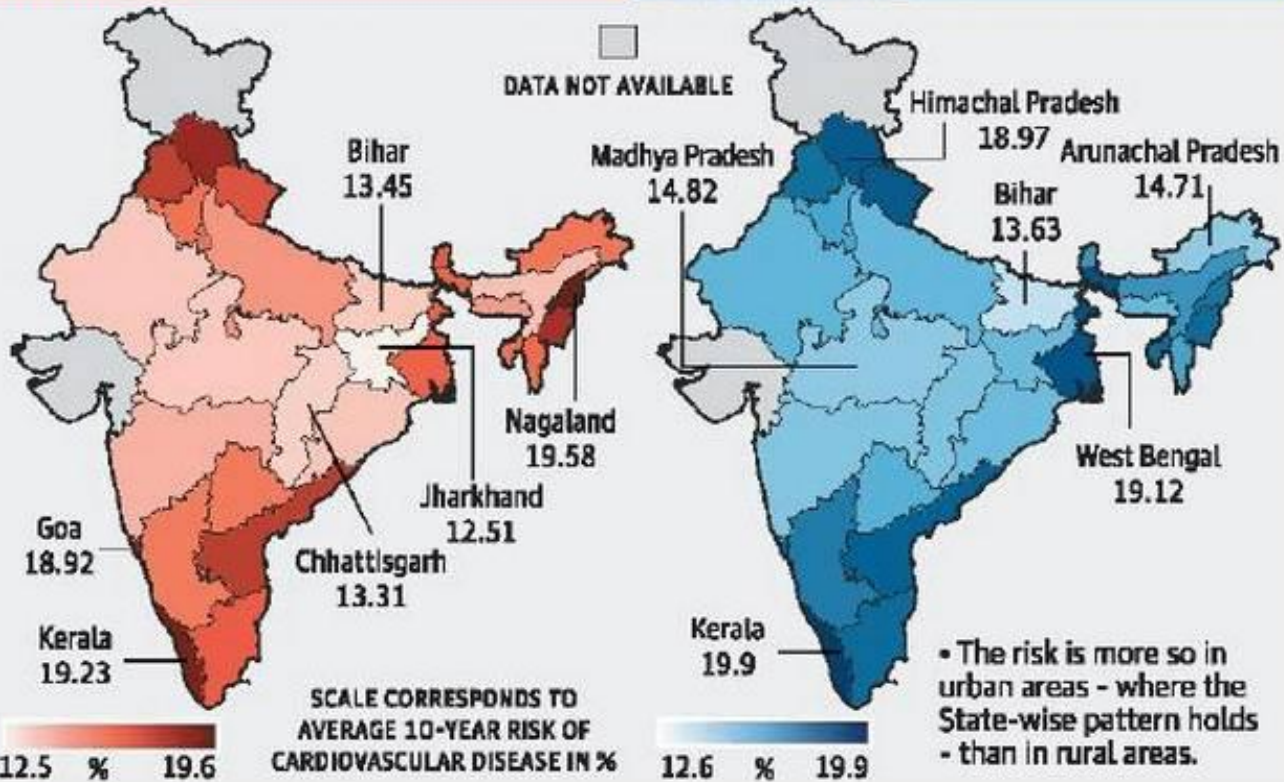 DATA NOT AVAILABLE
Bihar
13.45
Nagaland
19.58
Jharkhand
12.51
Chhattisgarh
13.31
Goa
18.92
Kerala
19.23
12.5 % 19.6
SCALE CORRESPONDS TO
AVERAGE 10-YEAR RISK OF
CARDIOVASCULAR DISEASE IN %
Himachal Pradesh
18.97
Madhya Pradesh
14.82
Arunachal Pradesh
14.71
Bihar
13.63
West Bengal
19.12
Kerala
19.9
12.6 % 19.9
• The risk is more so in
urban areas - where the
State-wise pattern holds
- than in rural areas.